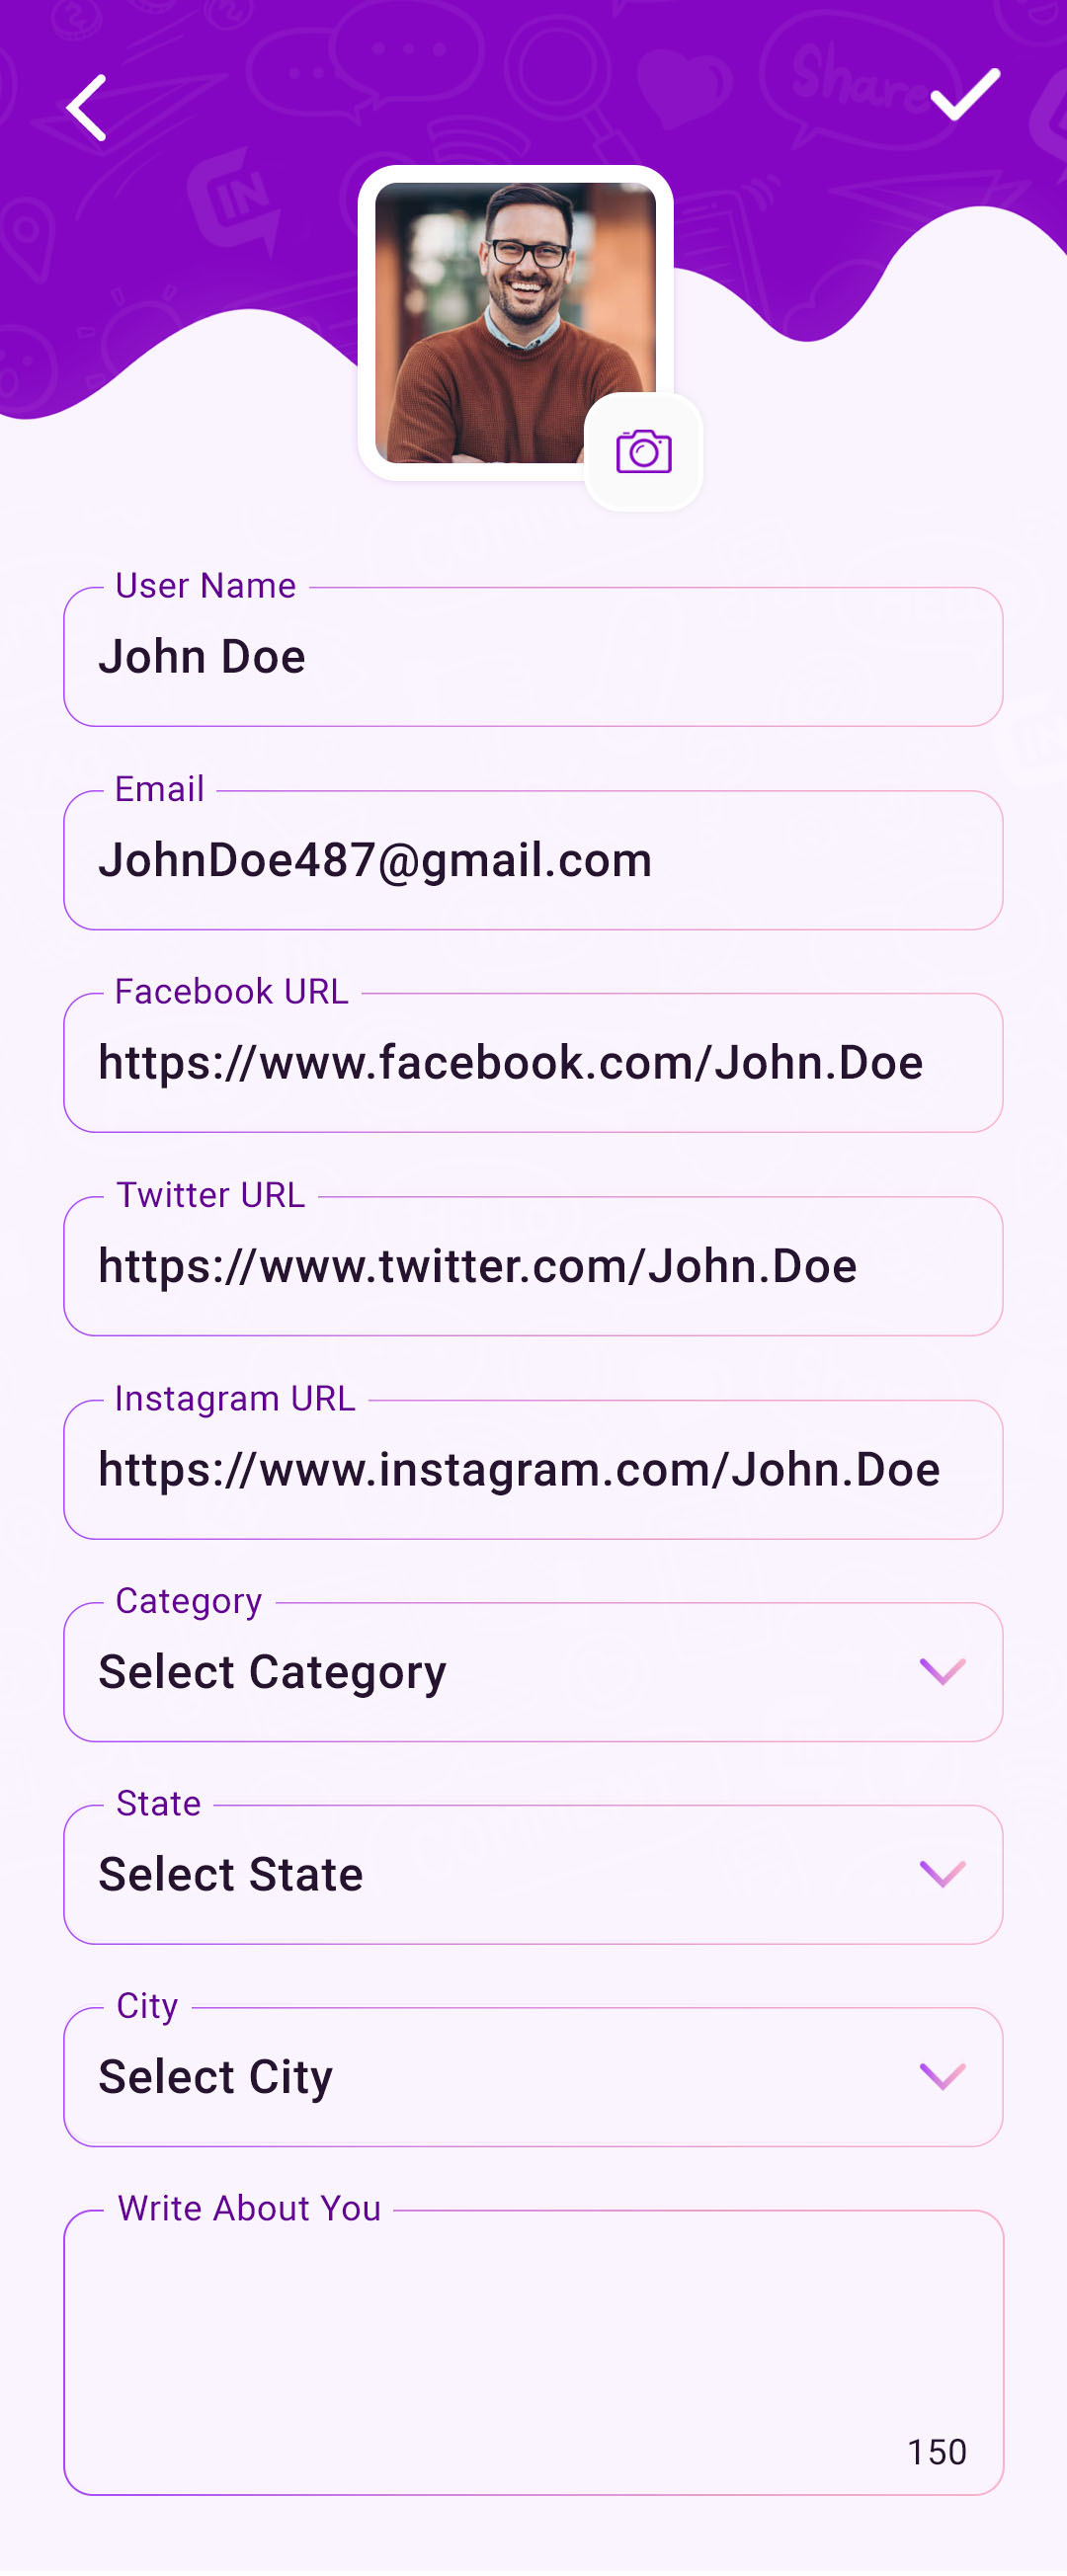 Share
IN
User Name
John Doe
Email
JohnDoe487@gmail.com
Facebook URL
https://www.facebook.com/John.Doe
Twitter URL
https://www.twitter.com/John.Doe
Instagram URL
https://www.instagram.com/John.Doe
Category
Select Category
State
Select State
City
Select City
Write About You
150